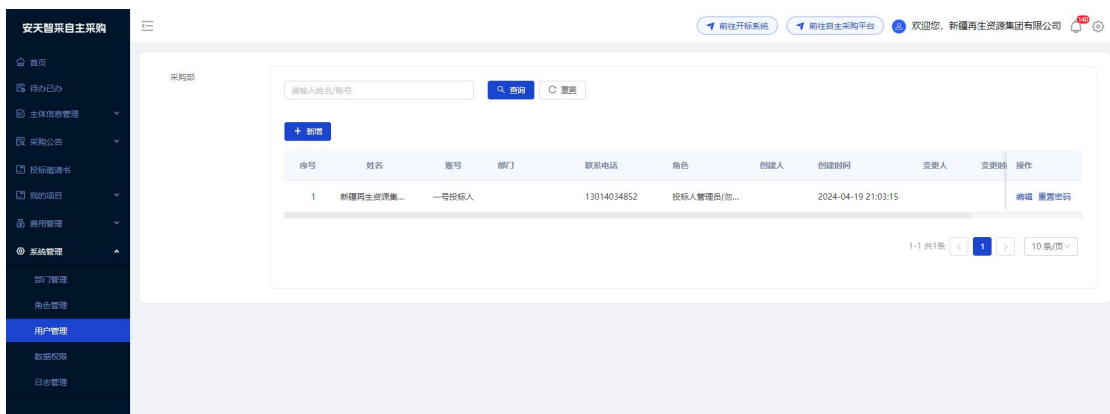 安天智采自主采购
前往开标系统
前往自主采购平台
欢迎您，新疆再生资源集团有限公司
140
首页
待办已办
主体信息管理
采购公告
投标邀请书
我的项目
费用管理
系统管理
部门管理
角色管理
用户管理
数据权限
日志管理
采购部
请输入姓名/账号
查询
重置
+ 新增
序号 姓名 账号 部门 联系电话 角色 创建人 创建时间 变更人 变更时 操作
1 新疆再生资源集... 一号投标人 13014034852 投标人管理员(勿... 2024-04-19 21:03:15 编辑 重置密码
1-1 共1条 < 1 > 10 条/页